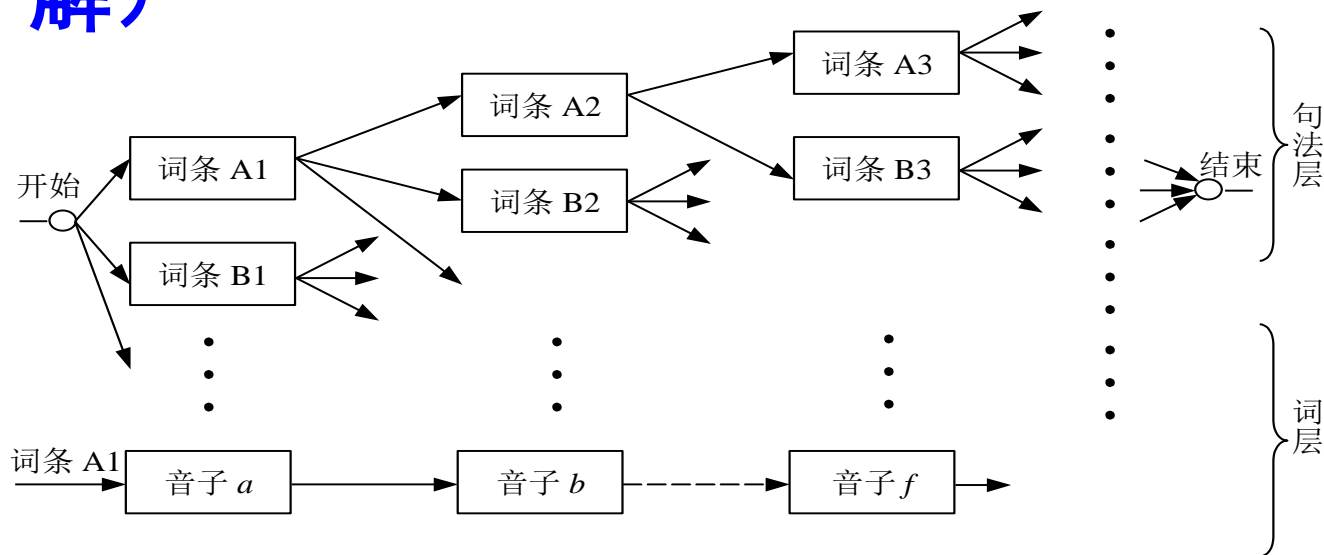 解）
词条 A3
词条 A2
词条 A1
词条 B3
词条 B2
词条 B1
开始
结束
句法层
词层
词条 A1
音子 a
音子 b
音子 f